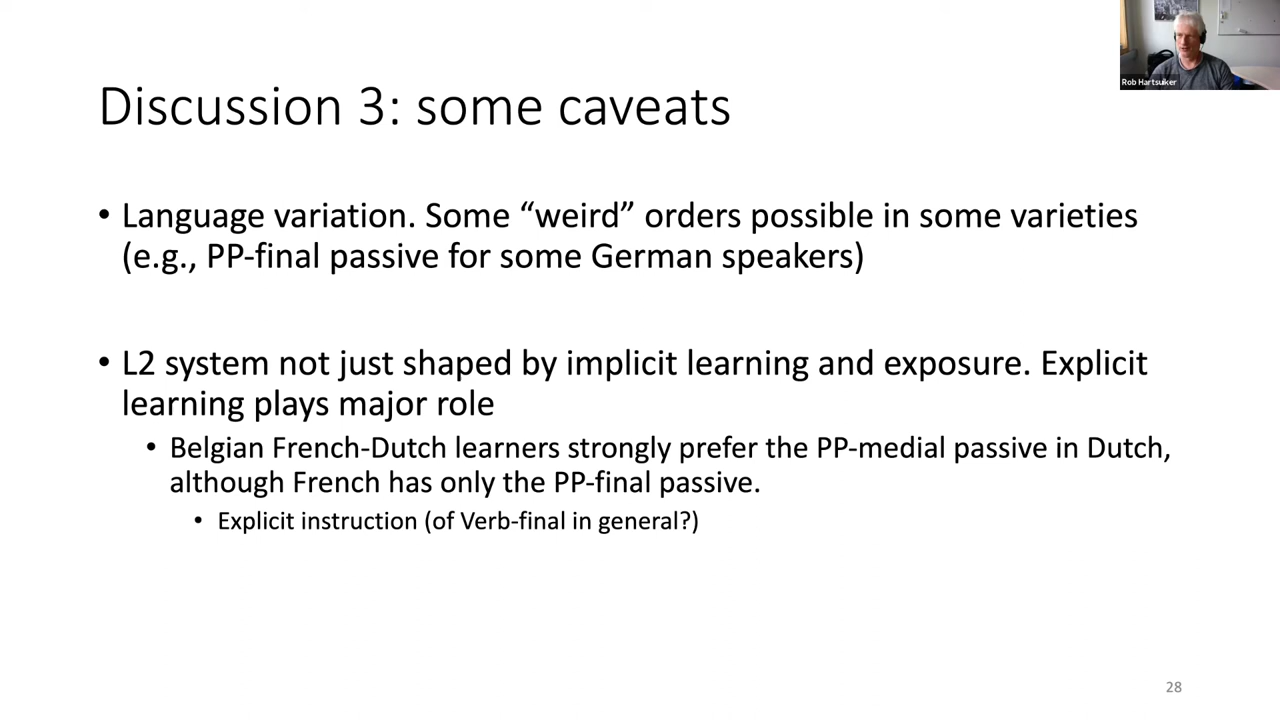 Rob Hartsuiker
Discussion 3: some caveats
• Language variation. Some “weird” orders possible in some varieties
(e.g., PP-final passive for some German speakers)
• L2 system not just shaped by implicit learning and exposure. Explicit
learning plays major role
• Belgian French-Dutch learners strongly prefer the PP-medial passive in Dutch,
although French has only the PP-final passive.
• Explicit instruction (of Verb-final in general?)
28